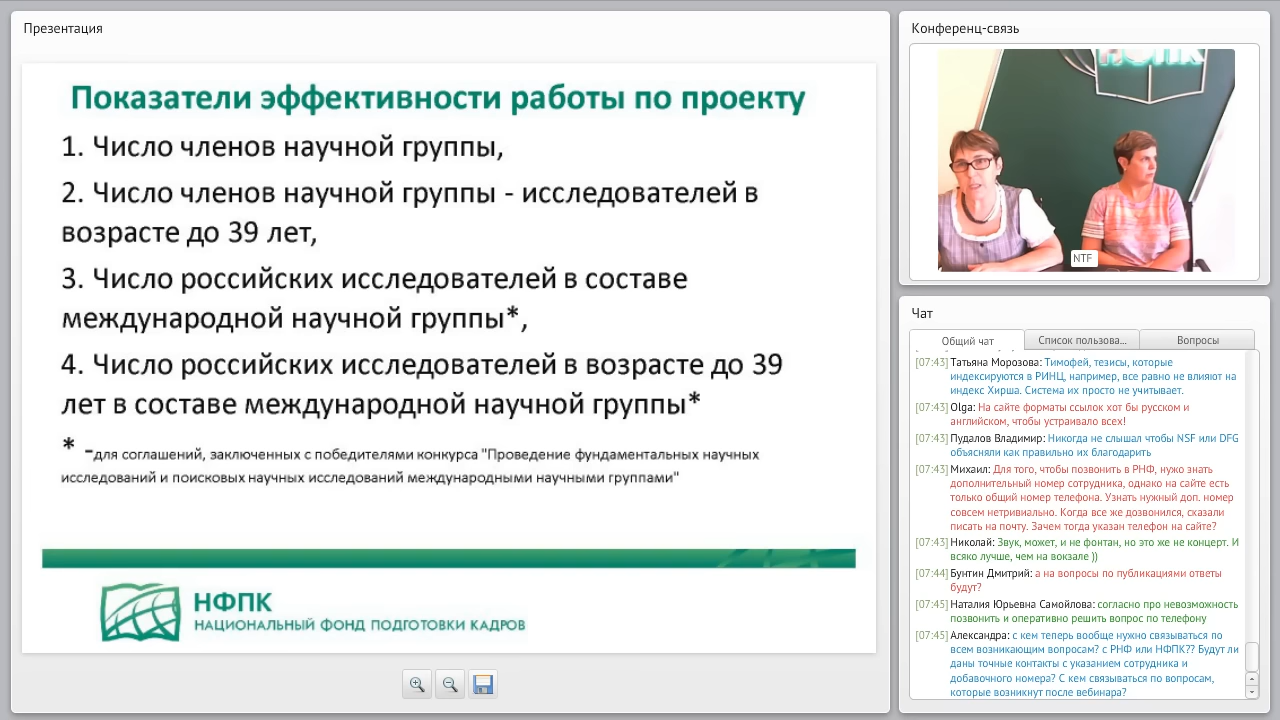 Презентация
Показатели эффективности работы по проекту
1. Число членов научной группы,
2. Число членов научной группы - исследователей в
возрасте до 39 лет,
3. Число российских исследователей в составе
международной научной группы*,
4. Число российских исследователей в возрасте до 39
лет в составе международной научной группы*
* -для соглашений, заключенных с победителями конкурса "Проведение фундаментальных научных
исследований и поисковых научных исследований международными научными группами"
НФПК
НАЦИОНАЛЬНЫЙ ФОНД ПОДГОТОВКИ КАДРОВ
Конференц-связь
НФПК
NTF
Чат
Общий чат
Список пользова...
Вопросы
[07:43] Татьяна Морозова: Тимофей, тезисы, которые
индексируются в РИНЦ, например, все равно не влияют на
индекс Хирша. Система их просто не учитывает.
[07:43] Olga: На сайте форматы ссылок хот бы русском и
английском, чтобы устраивало всех!
[07:43] Пудалов Владимир: Никогда не слышал чтобы NSF или DFG
объясняли как правильно их благодарить
[07:43] Михаил: Для того, чтобы позвонить в РНФ, нужо знать
дополнительный номер сотрудника, однако на сайте есть
только общий номер телефона. Узнать нужный доп. номер
совсем нетривиально. Когда все же дозвонился, сказали
писать на почту. Зачем тогда указан телефон на сайте?
[07:43] Николай: Звук, может, и не фонтан, но это же не концерт. И
всяко лучше, чем на вокзале ))
[07:44] Бунтин Дмитрий: а на вопросы по публикациями ответы
будут?
[07:45] Наталия Юрьевна Самойлова: согласно про невозможность
позвонить и оперативно решить вопрос по телефону
[07:45] Александра: с кем теперь вообще нужно связываться по
всем возникающим вопросам? с РНФ или НФПК?? Будут ли
даны точные контакты с указанием сотрудника и
добавочного номера? С кем связываться по вопросам,
которые возникнут после вебинара?